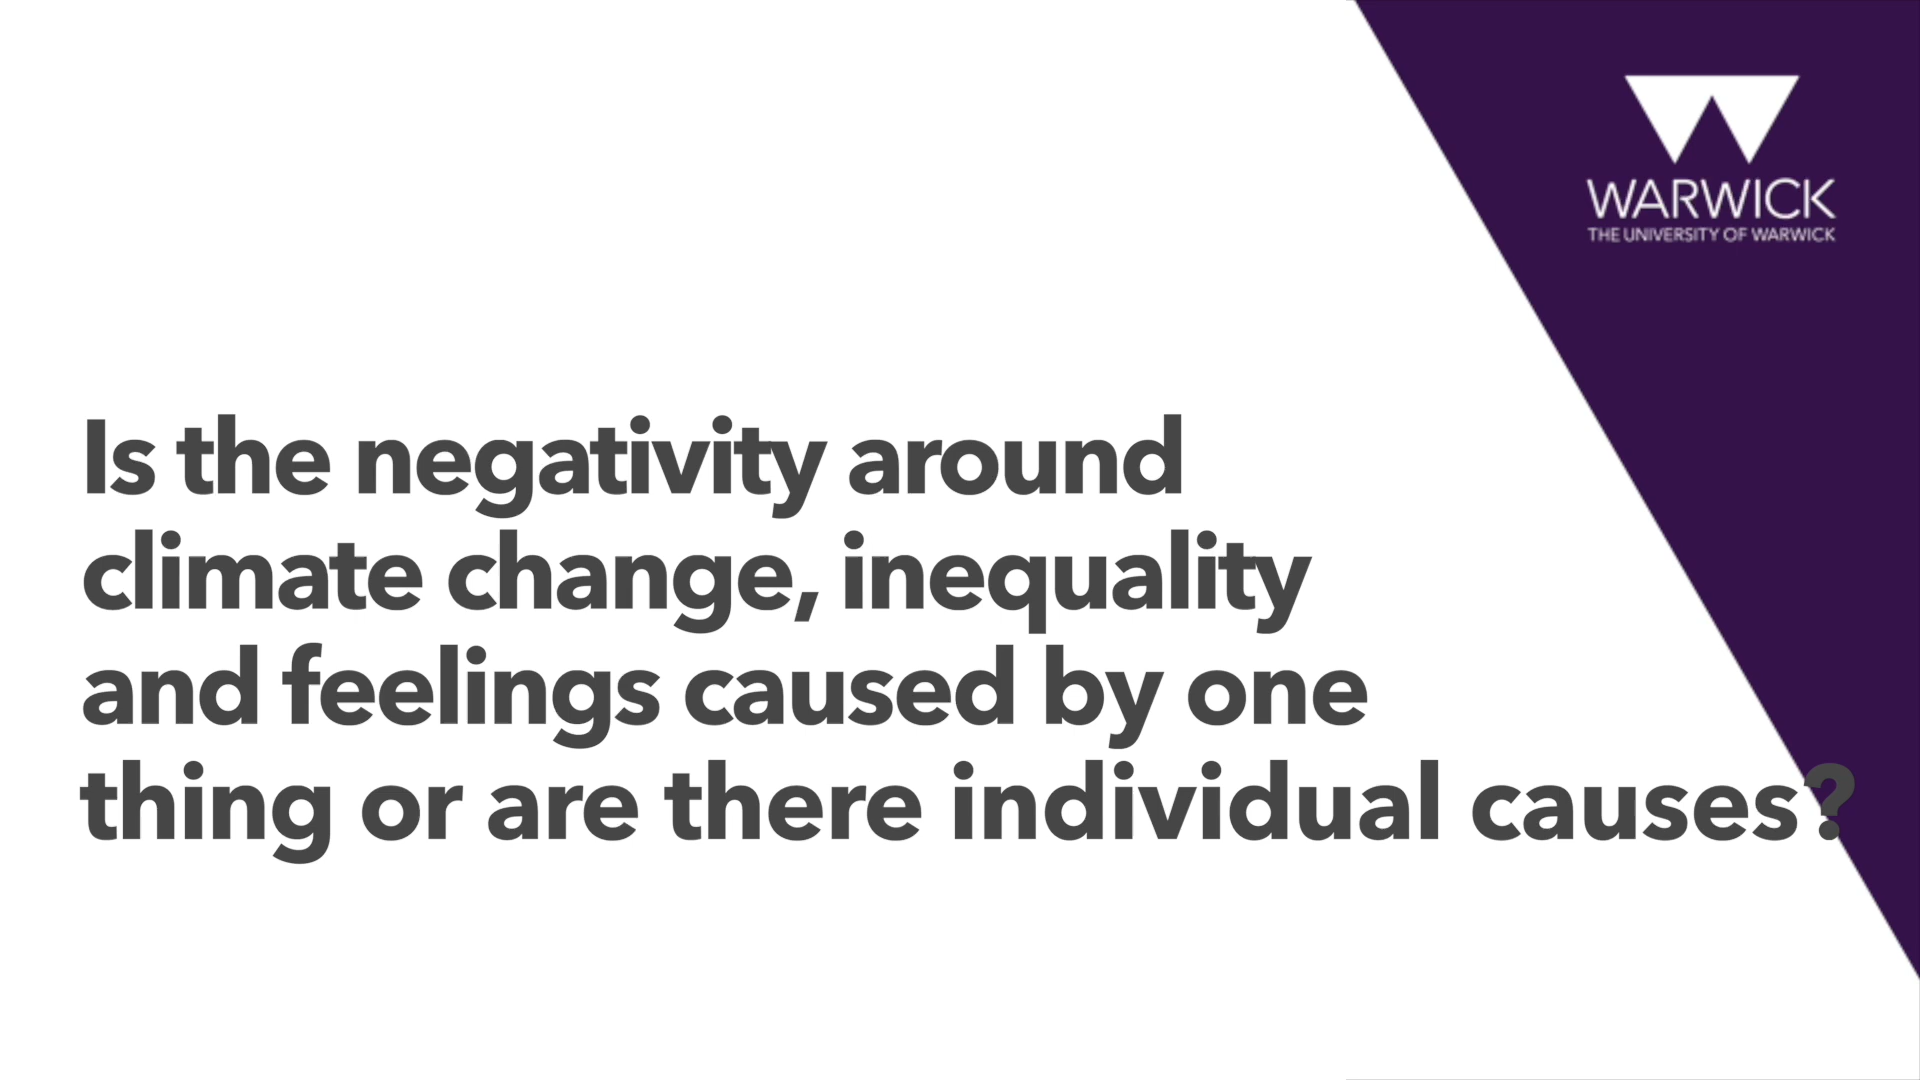 WARWICK
THE UNIVERSITY OF WARWICK
Is the negativity around
climate change, inequality
and feelings caused by one
thing or are there individual causes?